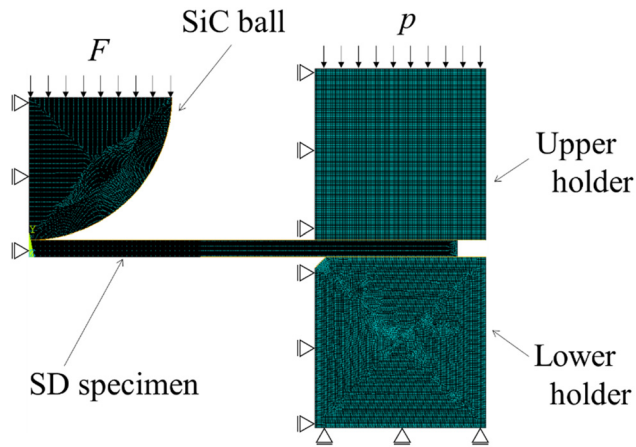 SiC ball
F
p
Upper
holder
Y
SD specimen
Lower
holder